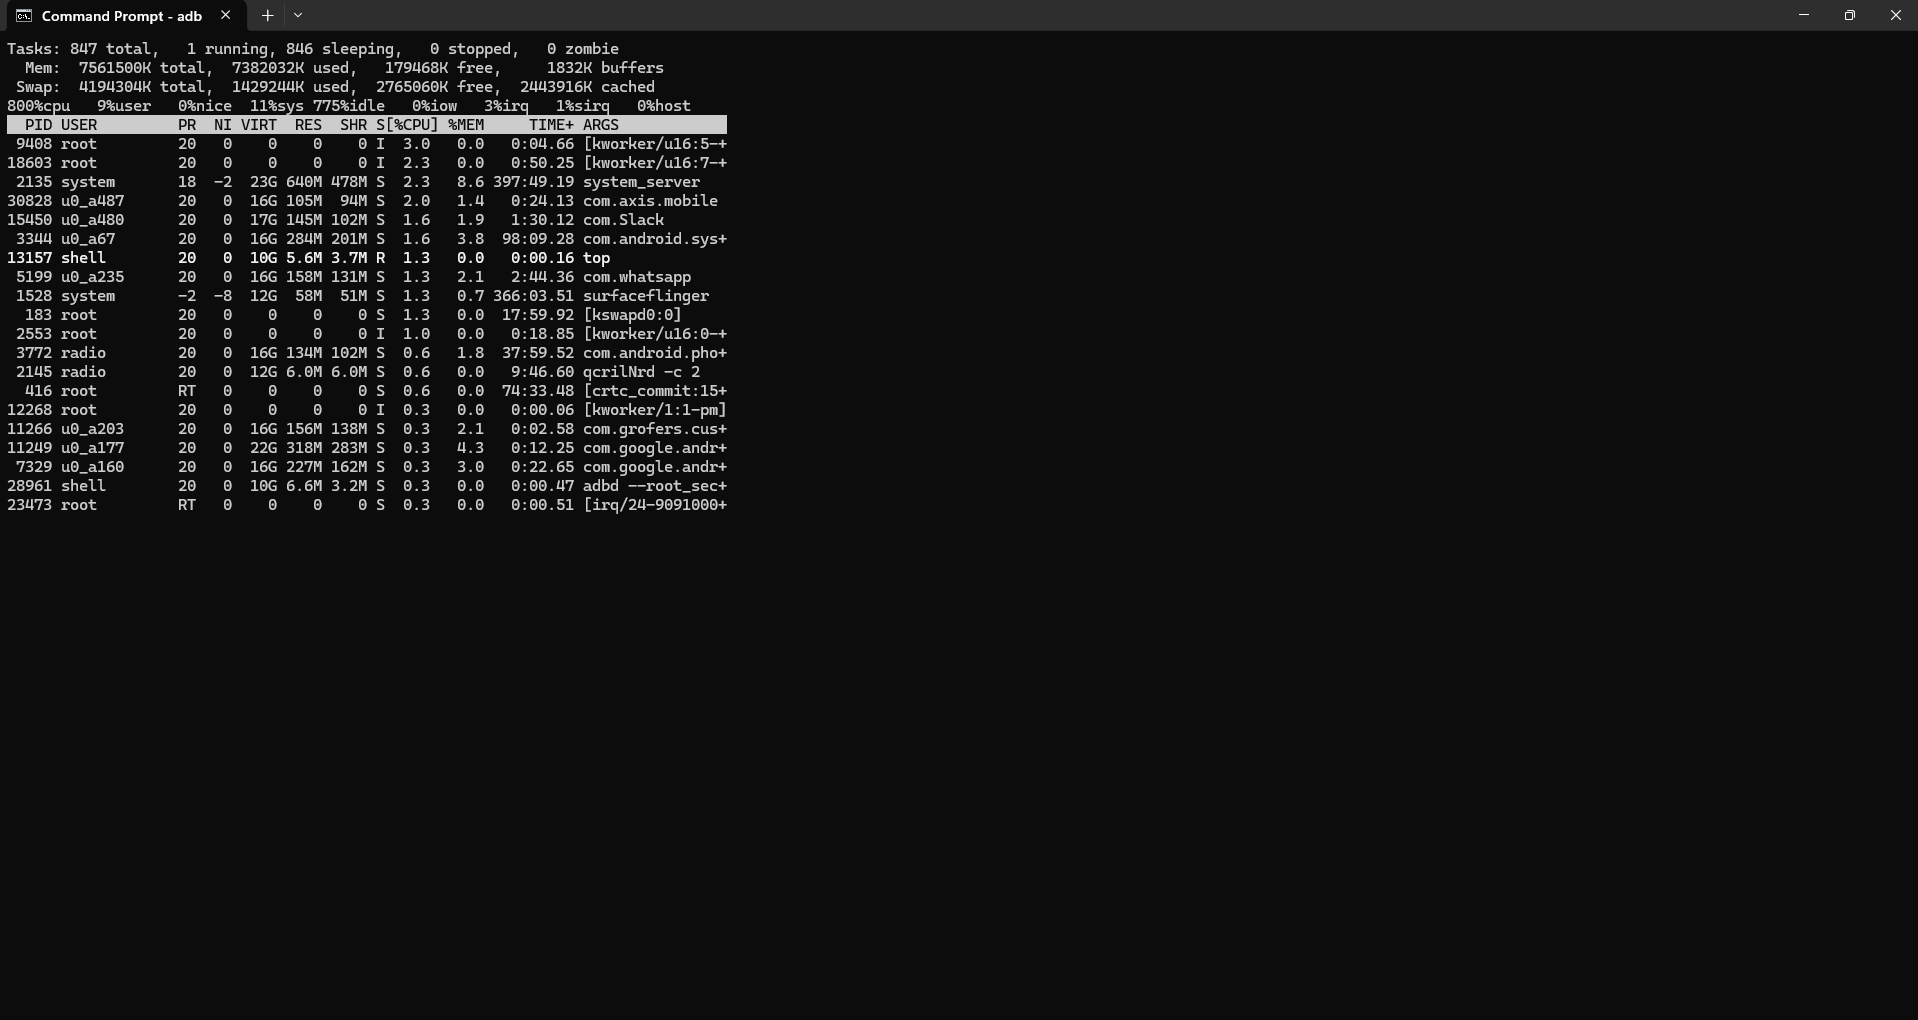 Command Prompt - adb
Tasks: 847 total,   1 running, 846 sleeping,   0 stopped,   0 zombie
  Mem:  7561500K total,  7382032K used,   179468K free,     1832K buffers
 Swap:  4194304K total,  1429244K used,  2765060K free,  2443916K cached
800%cpu   9%user   0%nice  11%sys 775%idle   0%iow   3%irq   1%sirq   0%host
  PID USER         PR  NI VIRT  RES  SHR S[%CPU] %MEM     TIME+ ARGS
 9408 root         20   0    0    0    0 I  3.0   0.0   0:04.66 [kworker/u16:5-+
18603 root         20   0    0    0    0 I  2.3   0.0   0:50.25 [kworker/u16:7-+
 2135 system       18  -2  23G 640M 478M S  2.3   8.6 397:49.19 system_server
30828 u0_a487      20   0  16G 105M  94M S  2.0   1.4   0:24.13 com.axis.mobile
15450 u0_a480      20   0  17G 145M 102M S  1.6   1.9   1:30.12 com.Slack
 3344 u0_a67       20   0  16G 284M 201M S  1.6   3.8  98:09.28 com.android.sys+
13157 shell        20   0  10G 5.6M 3.7M R  1.3   0.0   0:00.16 top
 5199 u0_a235      20   0  16G 158M 131M S  1.3   2.1   2:44.36 com.whatsapp
 1528 system       -2  -8  12G  58M  51M S  1.3   0.7 366:03.51 surfaceflinger
  183 root         20   0    0    0    0 S  1.3   0.0  17:59.92 [kswapd0:0]
 2553 root         20   0    0    0    0 I  1.0   0.0   0:18.85 [kworker/u16:0-+
 3772 radio        20   0  16G 134M 102M S  0.6   1.8  37:59.52 com.android.pho+
 2145 radio        20   0  12G 6.0M 6.0M S  0.6   0.0   9:46.60 qcrilNrd -c 2
  416 root         RT   0    0    0    0 S  0.6   0.0  74:33.48 [crtc_commit:15+
12268 root         20   0    0    0    0 I  0.3   0.0   0:00.06 [kworker/1:1-pm]
11266 u0_a203      20   0  16G 156M 138M S  0.3   2.1   0:02.58 com.grofers.cus+
11249 u0_a177      20   0  22G 318M 283M S  0.3   4.3   0:12.25 com.google.andr+
 7329 u0_a160      20   0  16G 227M 162M S  0.3   3.0   0:22.65 com.google.andr+
28961 shell        20   0  10G 6.6M 3.2M S  0.3   0.0   0:00.47 adbd --root_sec+
23473 root         RT   0    0    0    0 S  0.3   0.0   0:00.51 [irq/24-9091000+